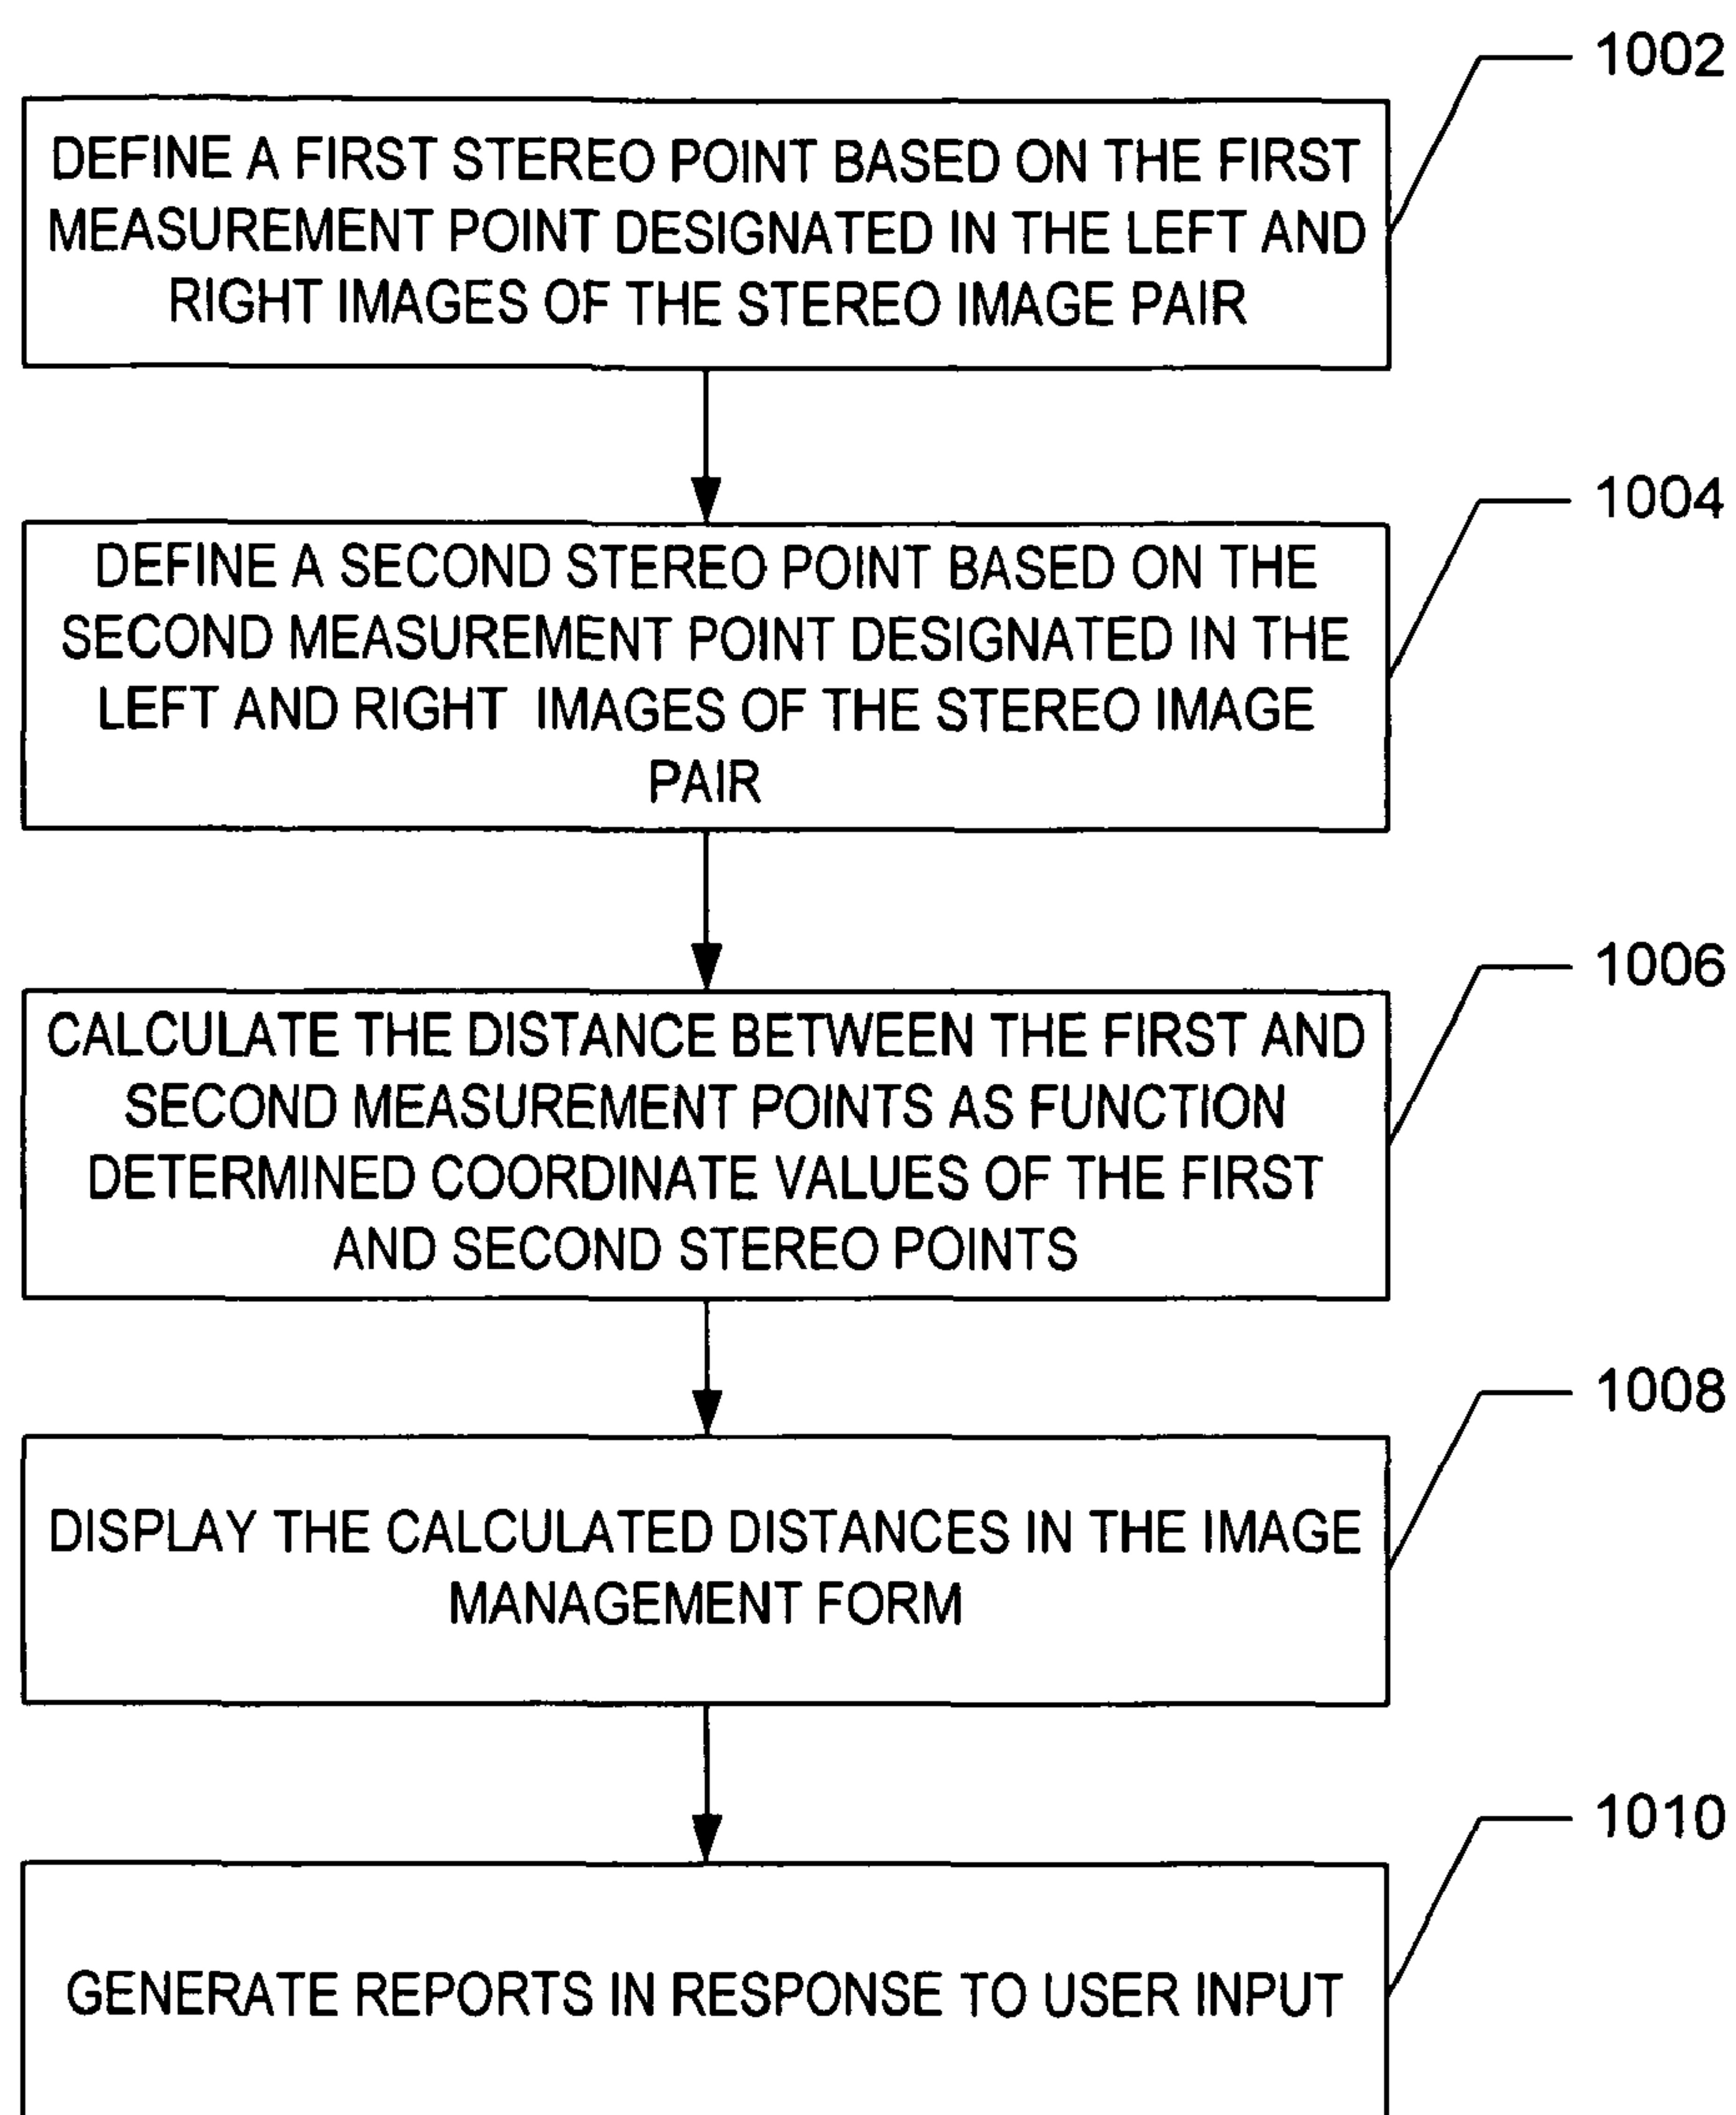 1002
DEFINE A FIRST STEREO POINT BASED ON THE FIRST
MEASUREMENT POINT DESIGNATED IN THE LEFT AND
RIGHT IMAGES OF THE STEREO IMAGE PAIR
1004
DEFINE A SECOND STEREO POINT BASED ON THE
SECOND MEASUREMENT POINT DESIGNATED IN THE
LEFT AND RIGHT IMAGES OF THE STEREO IMAGE
PAIR
1006
CALCULATE THE DISTANCE BETWEEN THE FIRST AND
SECOND MEASUREMENT POINTS AS FUNCTION
DETERMINED COORDINATE VALUES OF THE FIRST
AND SECOND STEREO POINTS
1008
DISPLAY THE CALCULATED DISTANCES IN THE IMAGE
MANAGEMENT FORM
1010
GENERATE REPORTS IN RESPONSE TO USER INPUT